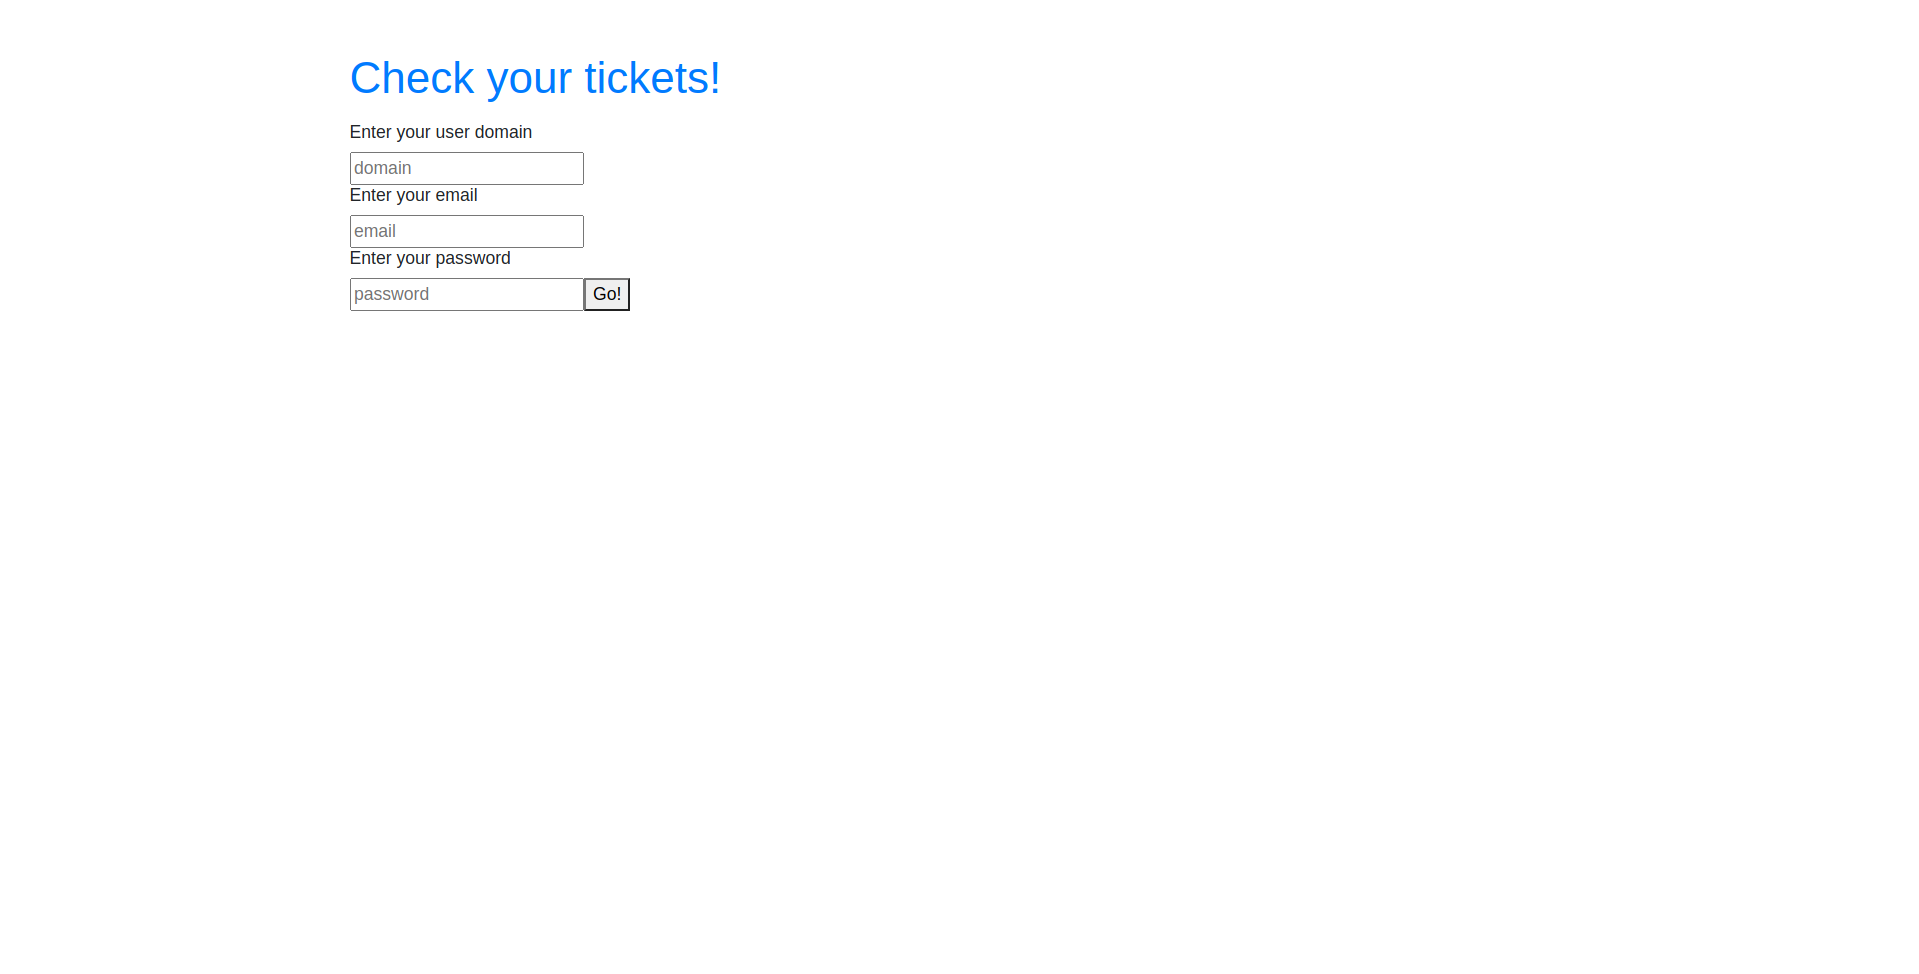 Check your tickets!
Enter your user domain
domain
Enter your email
email
Enter your password
password Go!